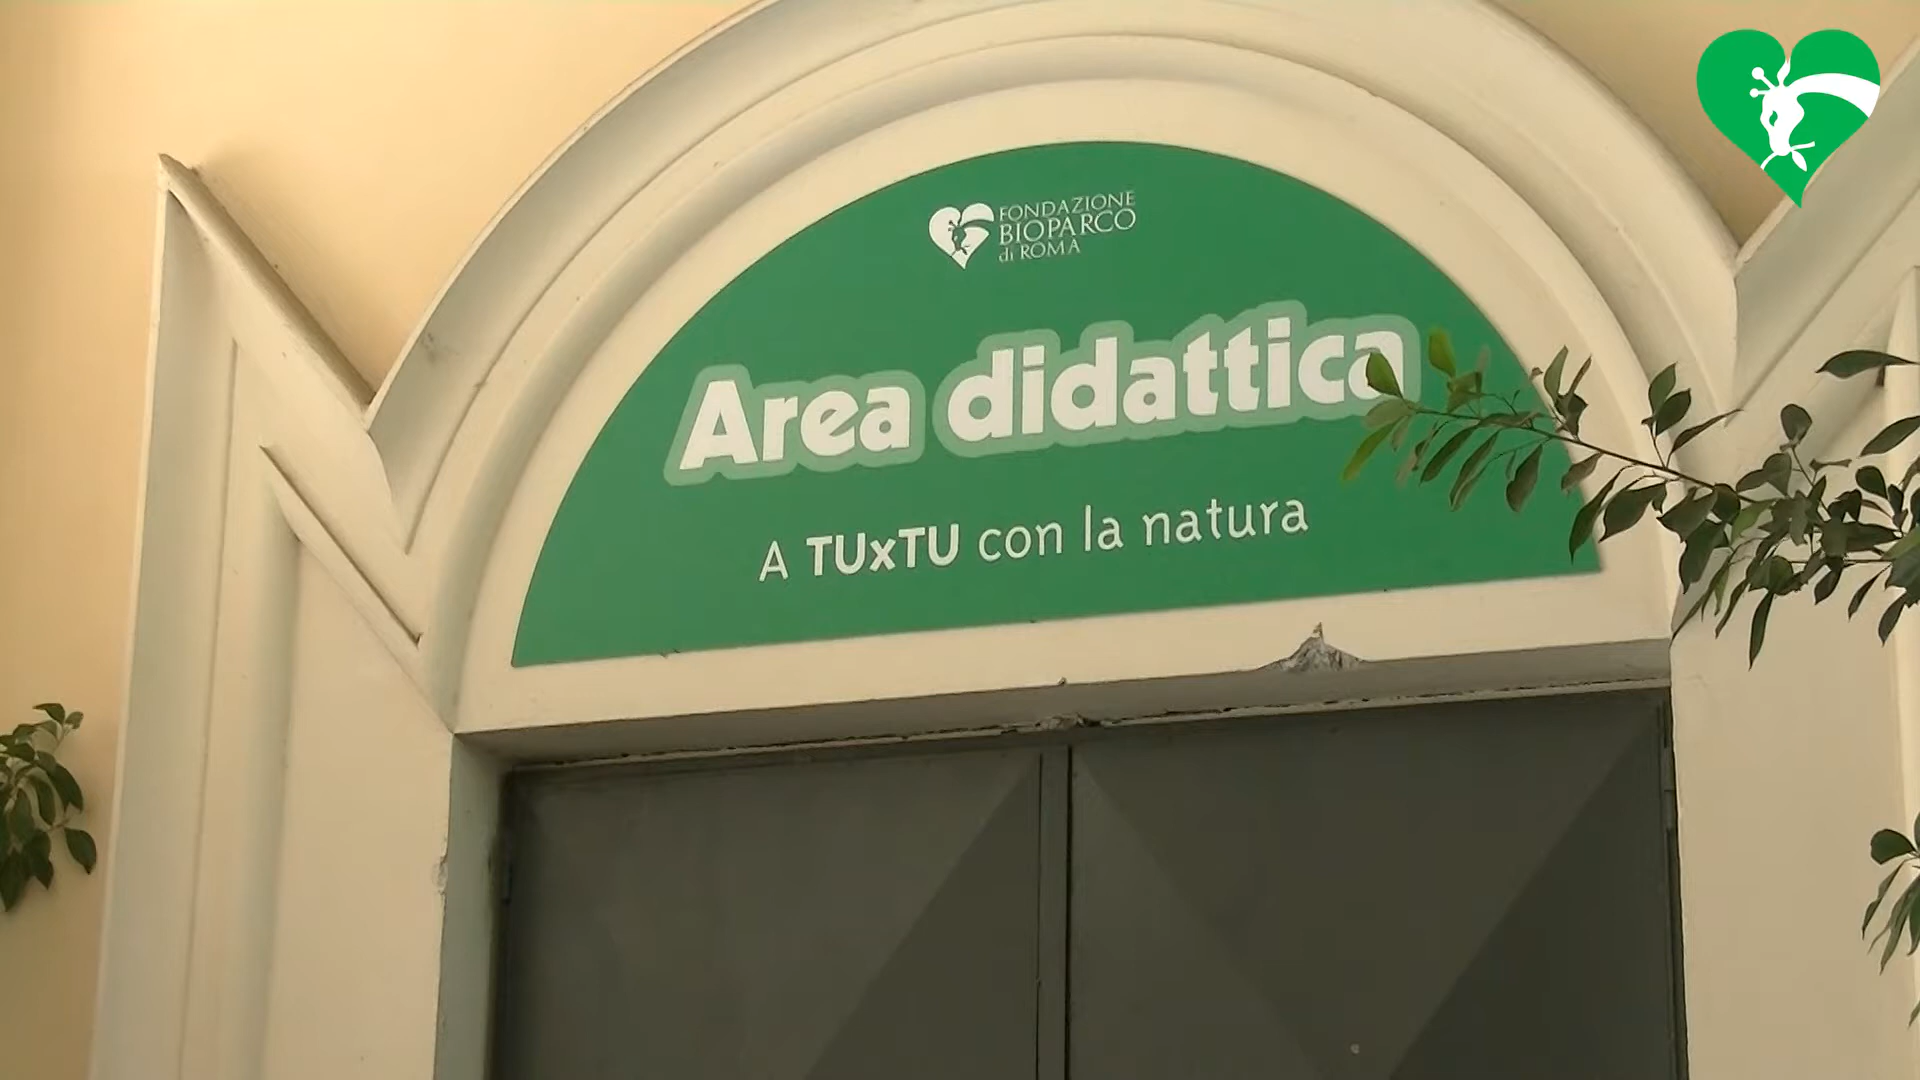 FONDAZIONE
BIOPARCO
di ROMA
Area didattica
A TUxTU con la natura